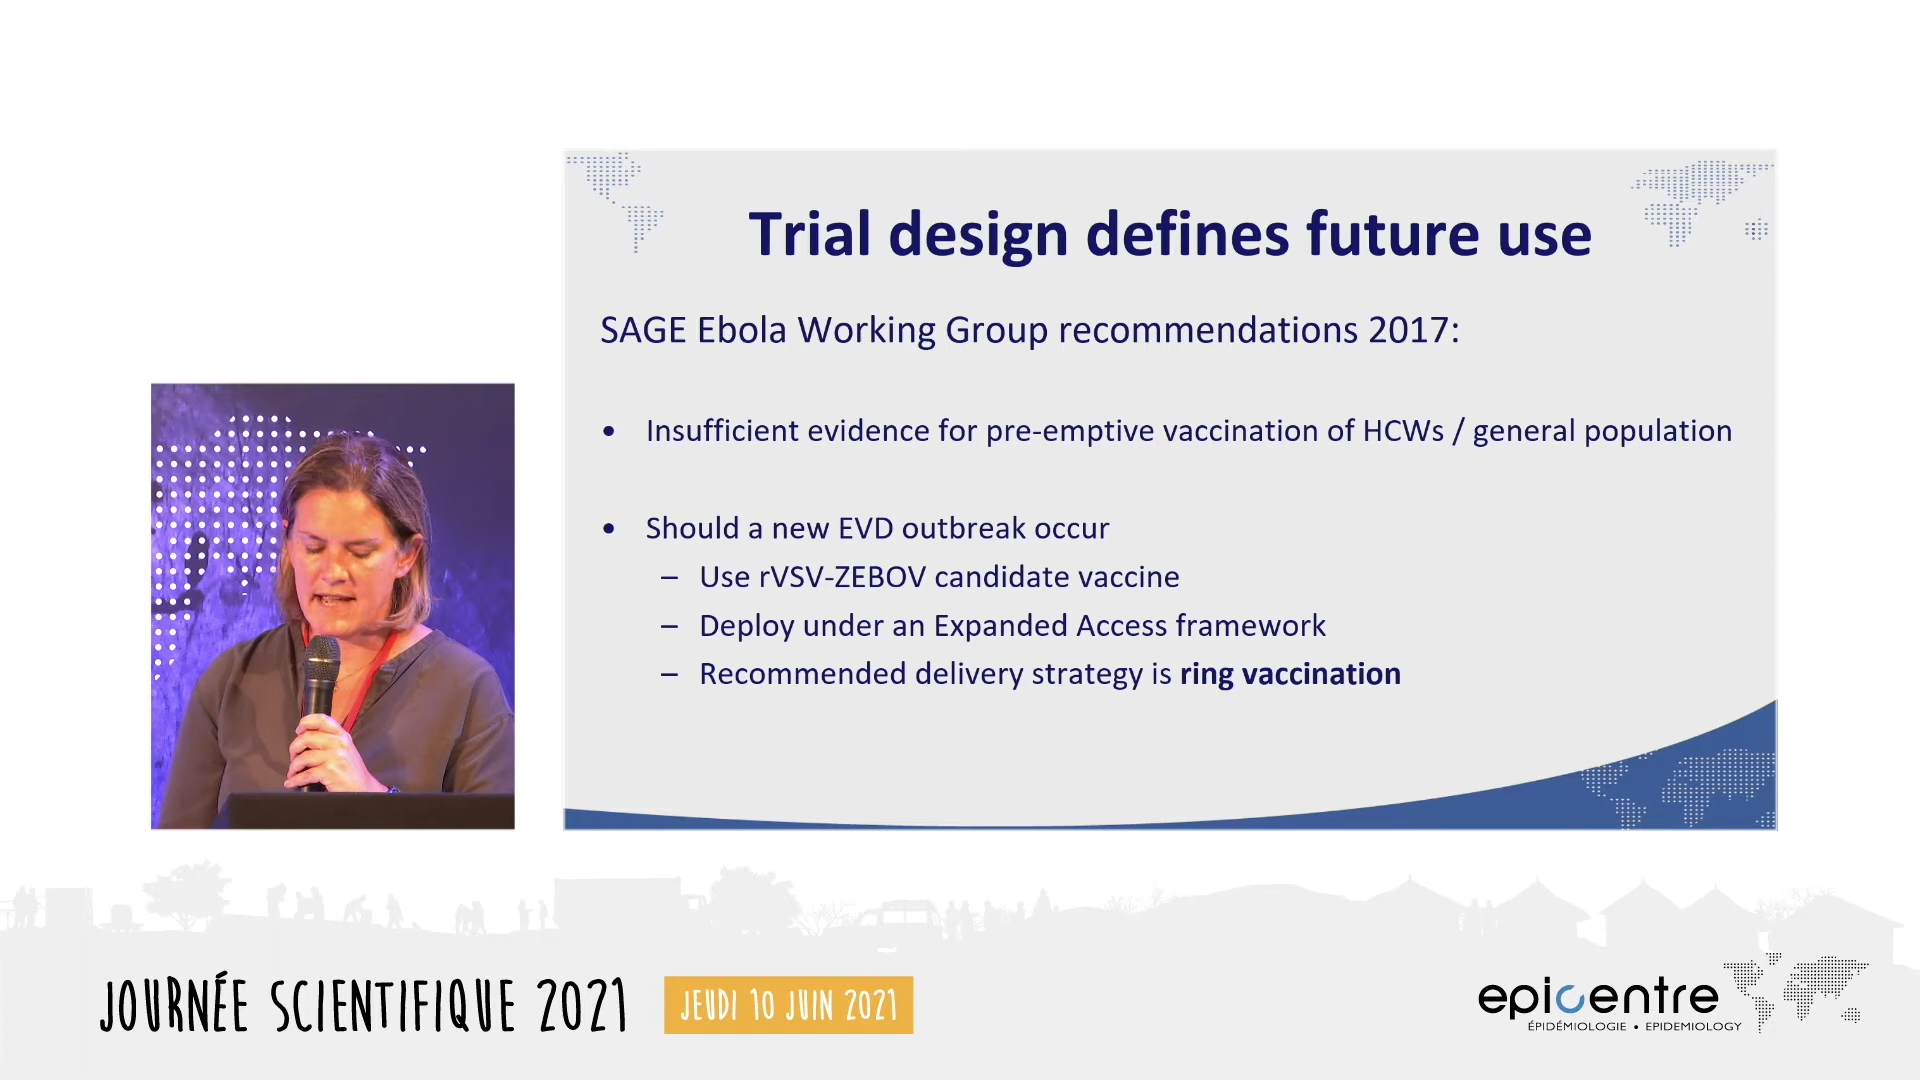 Trial design defines future use
SAGE Ebola Working Group recommendations 2017:
• Insufficient evidence for pre-emptive vaccination of HCWs / general population
• Should a new EVD outbreak occur
– Use rVSV-ZEBOV candidate vaccine
– Deploy under an Expanded Access framework
– Recommended delivery strategy is ring vaccination
JOURNÉE SCIENTIFIQUE 2021
JEUDI 10 JUIN 2021
epicentre
ÉPIDÉMIOLOGIE • EPIDEMIOLOGY